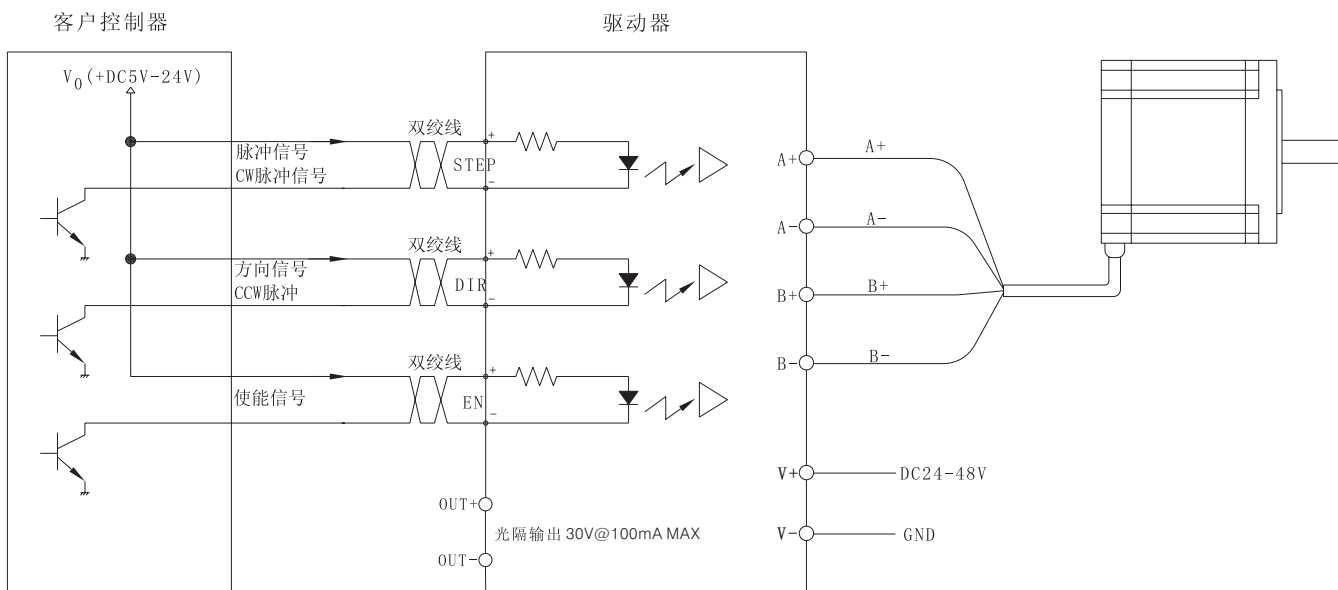 客户控制器
驱动器
V0(+DC5V-24V)
双绞线
脉冲信号
CW脉冲信号
+
STEP
-
双绞线
方向信号
CCW脉冲
+
DIR
-
双绞线
使能信号
+
EN
-
OUT+
光隔输出 30V@100mA MAX
OUT-
A+
A+
A-
A-
B+
B+
B-
B-
V+
DC24-48V
V-
GND